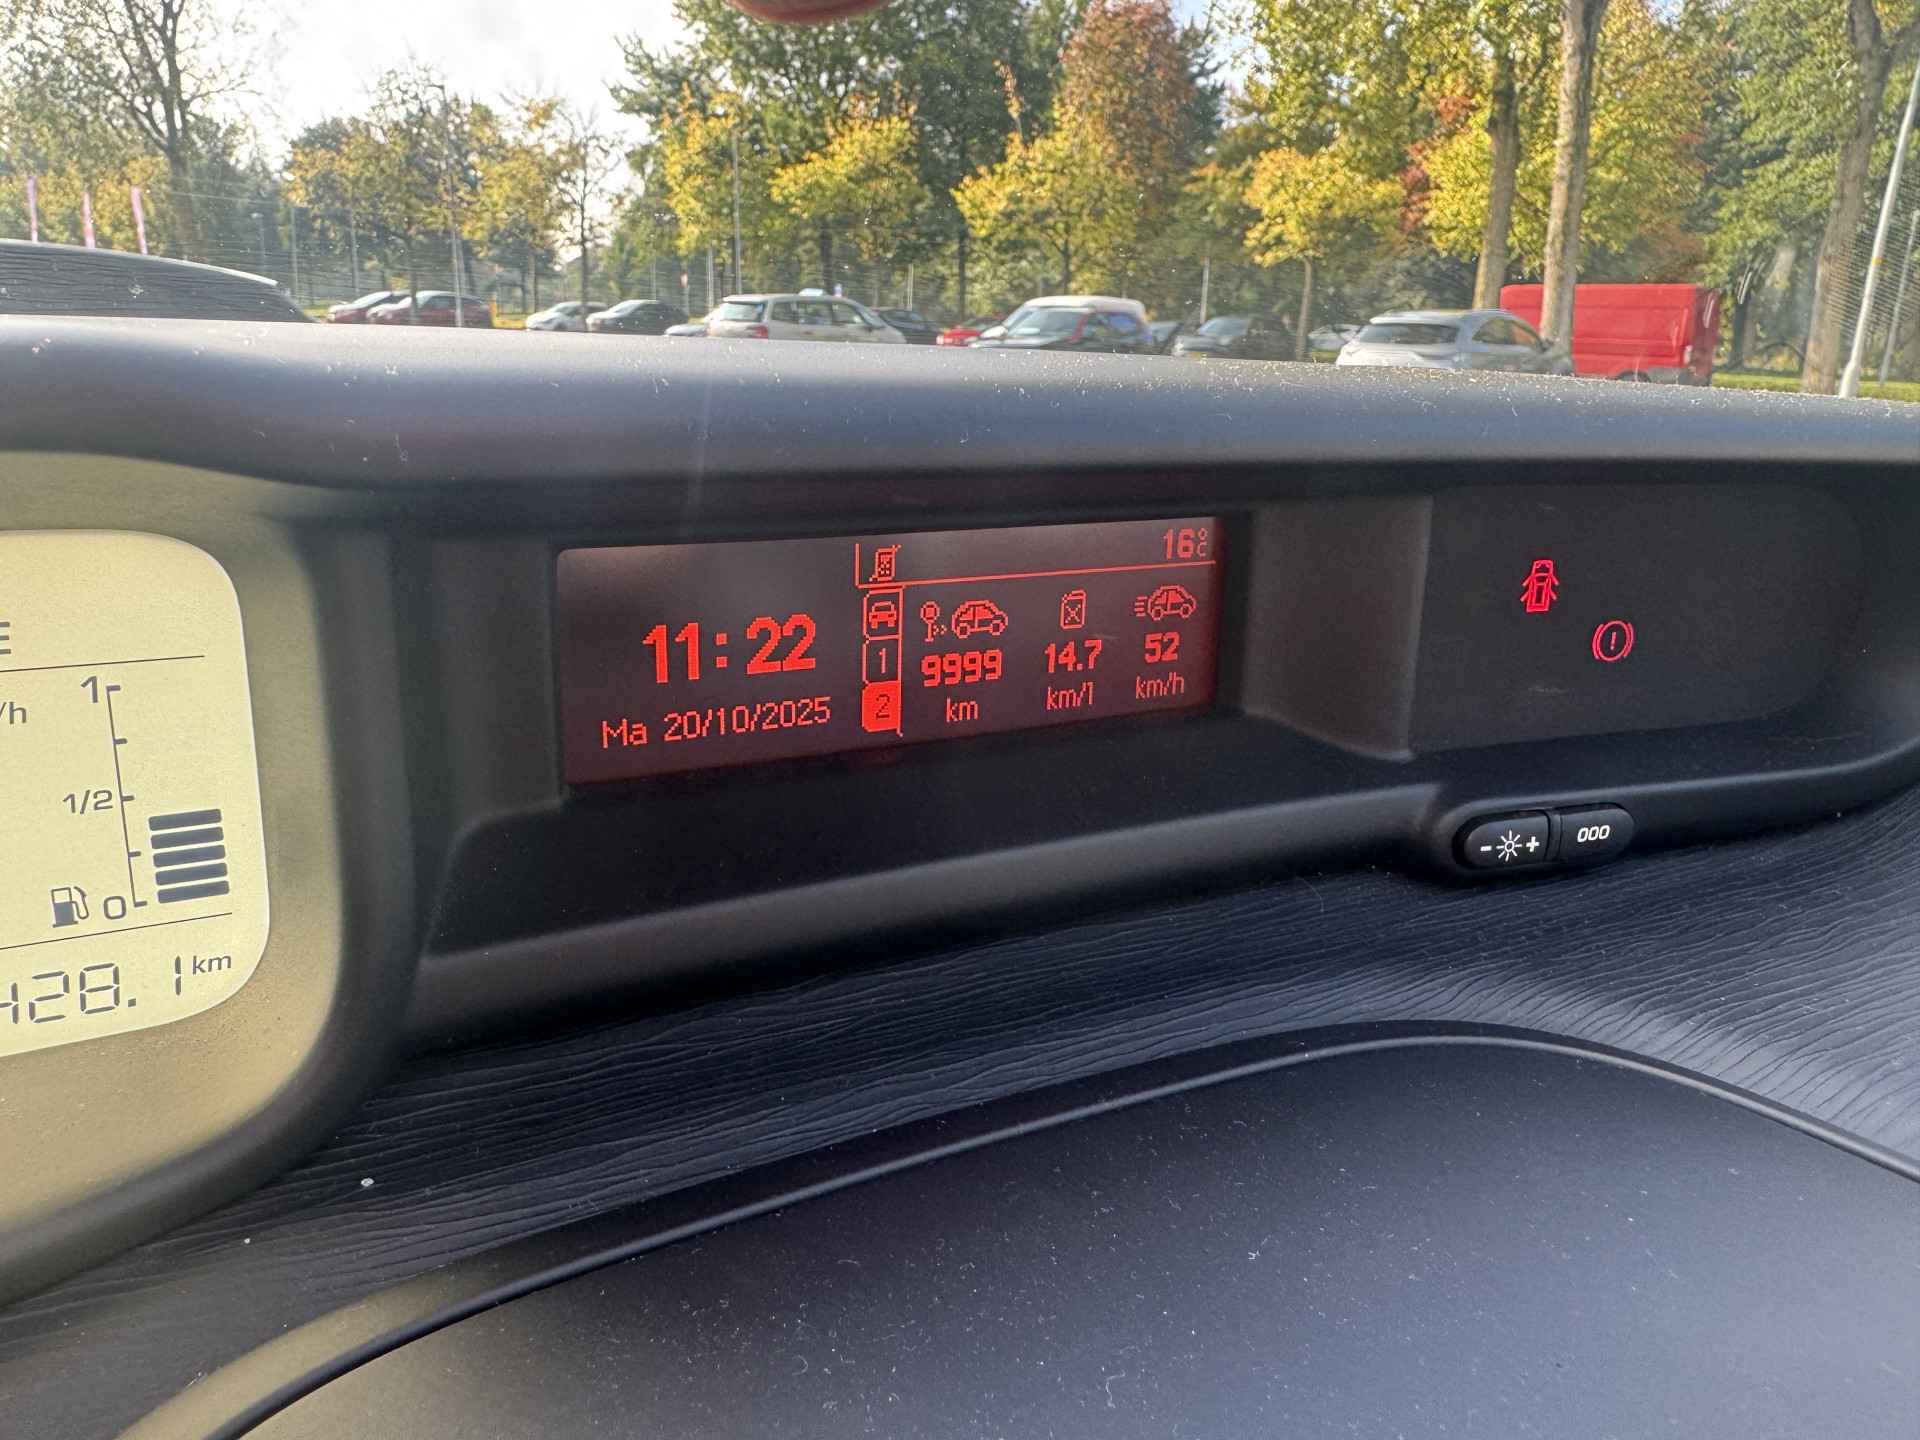 16°C
11:22
Ma 20/10/2025
1
2
9999 km
14.7 km/l
52 km/h
/h
1
1/2
0
428.1 km
- +
000